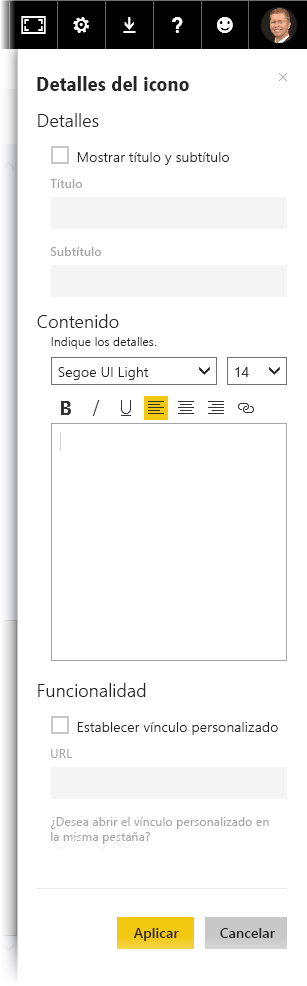 Detalles del icono
Detalles
Mostrar título y subtítulo
Título
Subtítulo
Contenido
Indique los detalles.
Segoe UI Light 14
B / U
Funcionalidad
Establecer vínculo personalizado
URL
¿Desea abrir el vínculo personalizado en
la misma pestaña?
Aplicar Cancelar